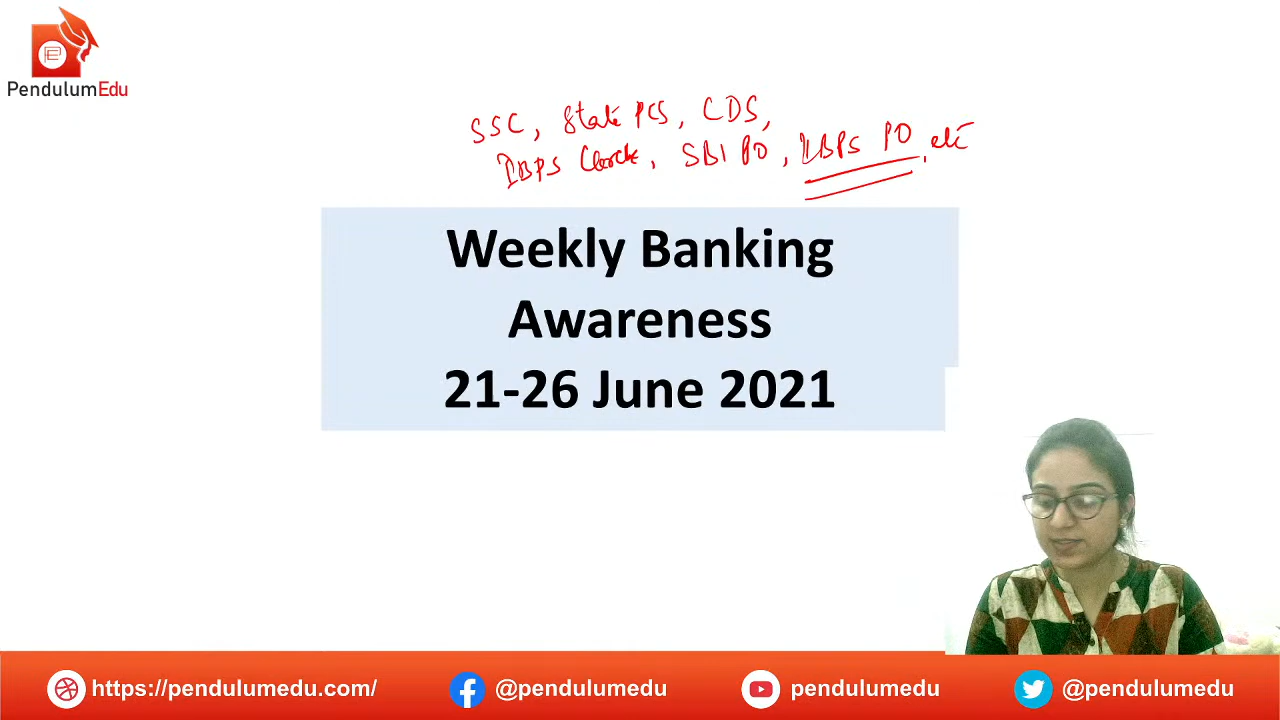 PendulumEdu
SSC, State PCS, CDS,
IBPS Clerk, SBI PO, IBPS PO, etc
Weekly Banking
Awareness
21-26 June 2021
https://pendulumedu.com/
@pendulumedu
pendulumedu
@pendulumedu